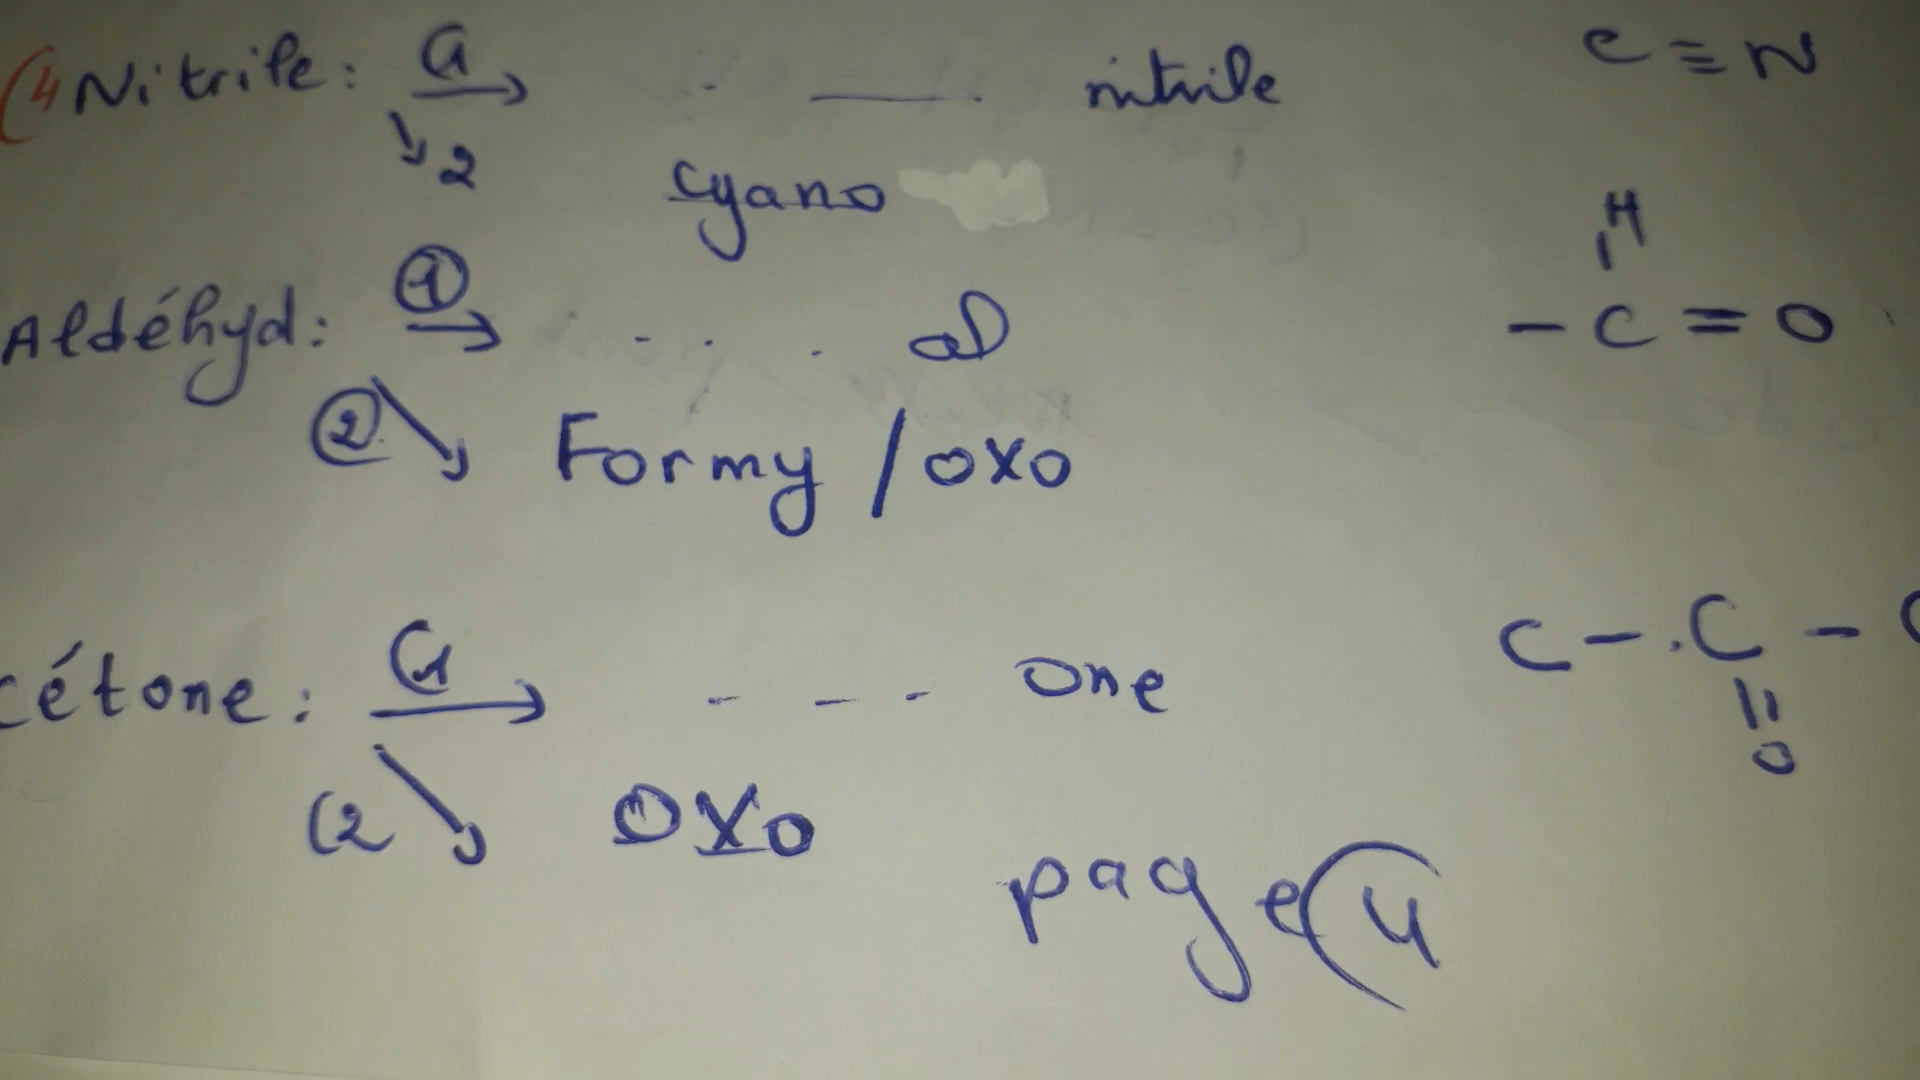 (4 Nitrile: (1 → . —— . nitrile C≡N
↘ 2 cyano
Aldéhyd: ① → - . . al H
- C = O
② ↘ Formy / oxo
cétone: (1 → - - - one C - . C - C
(2 ↘ oxo O
page (4